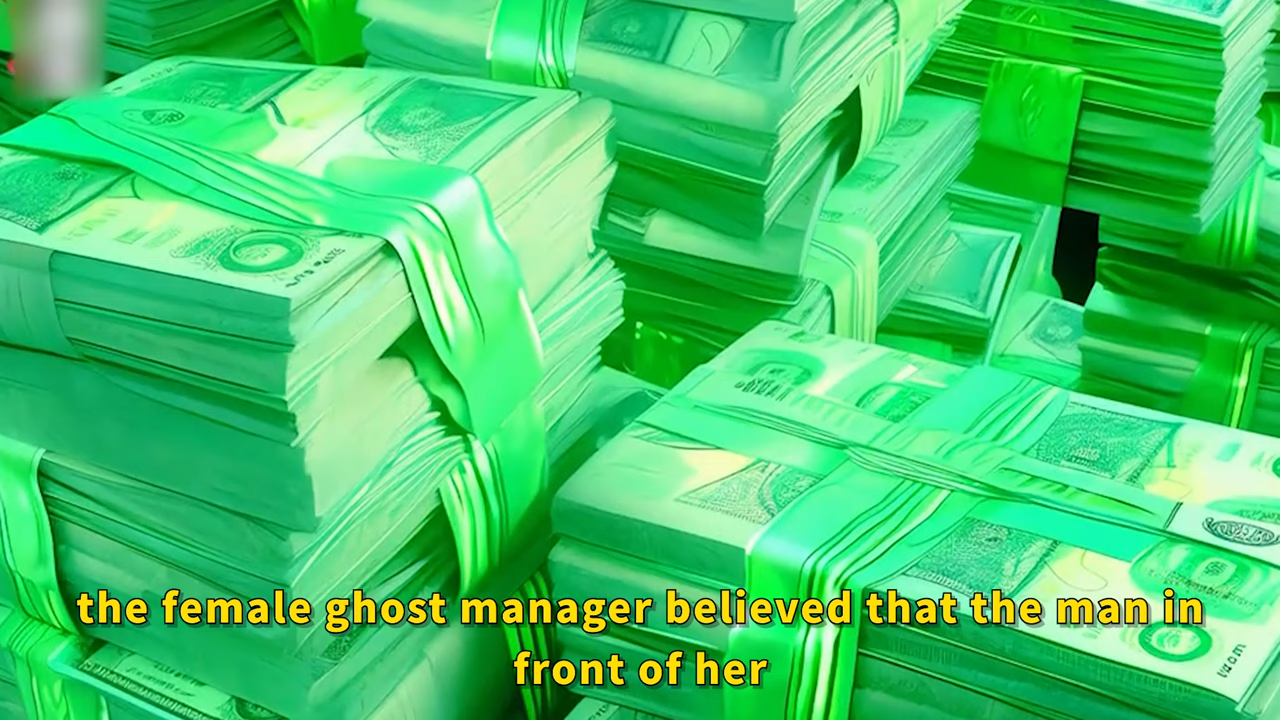 the female ghost manager believed that the man in
front of her